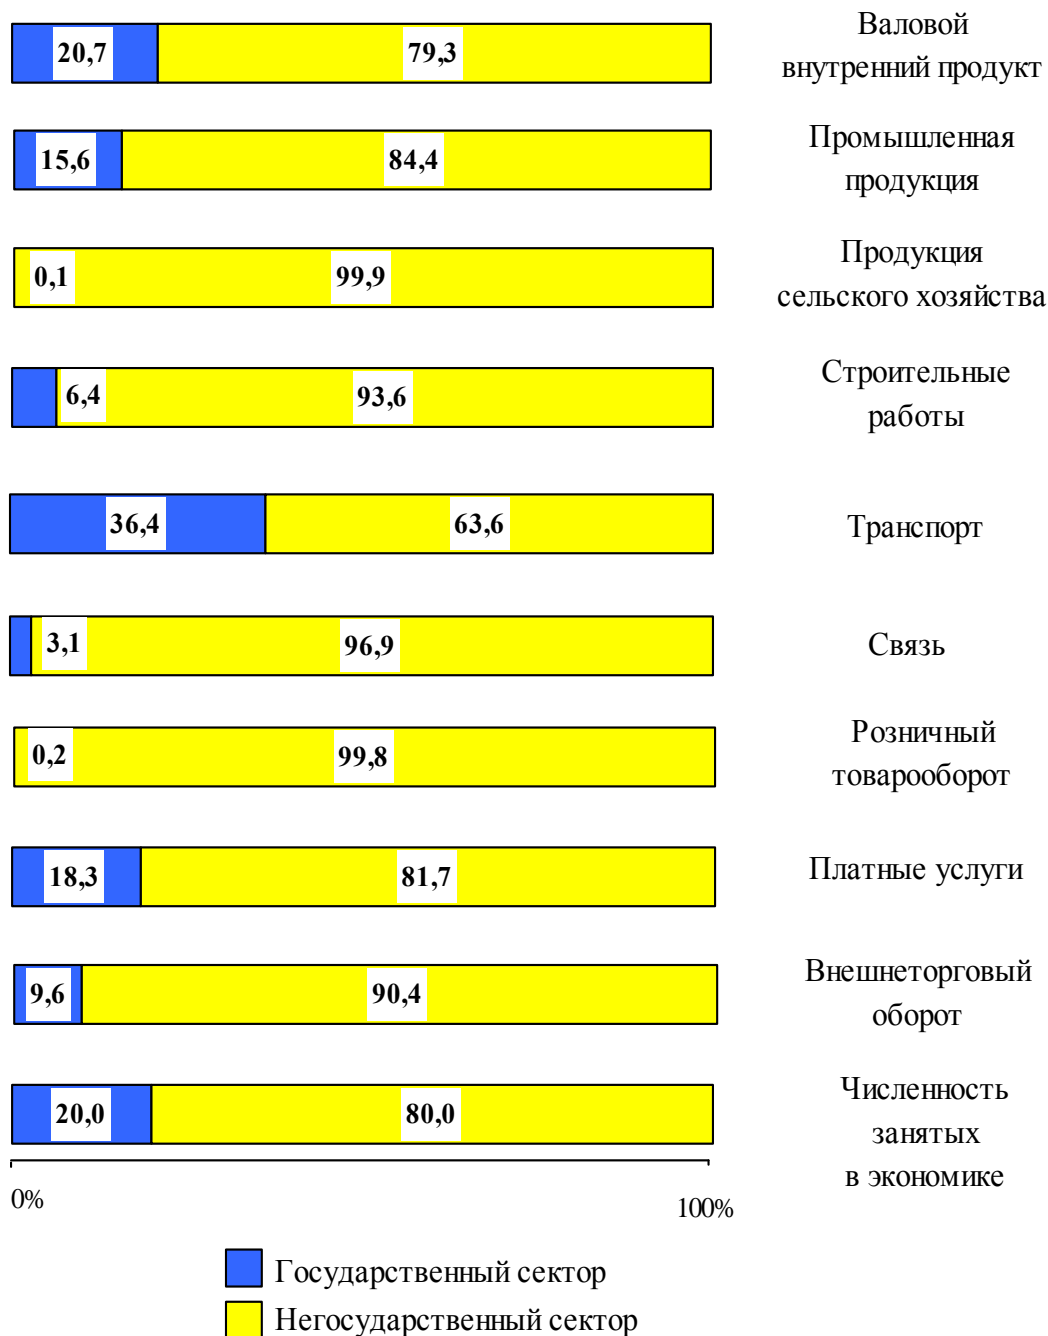 20,7 79,3 Валовой
внутренний продукт
15,6 84,4 Промышленная
продукция
0,1 99,9 Продукция
сельского хозяйства
6,4 93,6 Строительные
работы
36,4 63,6 Транспорт
3,1 96,9 Связь
0,2 99,8 Розничный
товарооборот
18,3 81,7 Платные услуги
9,6 90,4 Внешнеторговый
оборот
20,0 80,0 Численность
занятых
в экономике
0% 100%
Государственный сектор
Негосударственный сектор